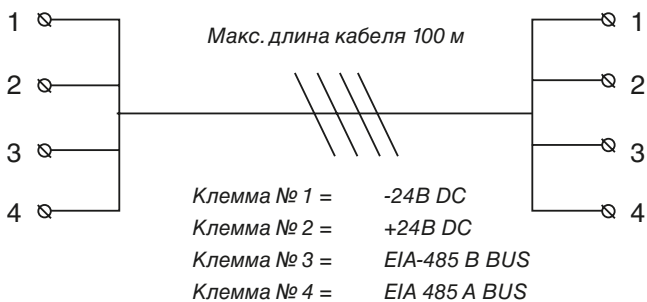 1 1
Макс. длина кабеля 100 м
2 2
3 3
4 4
Клемма № 1 = -24В DC
Клемма № 2 = +24В DC
Клемма № 3 = EIA-485 B BUS
Клемма № 4 = EIA 485 A BUS